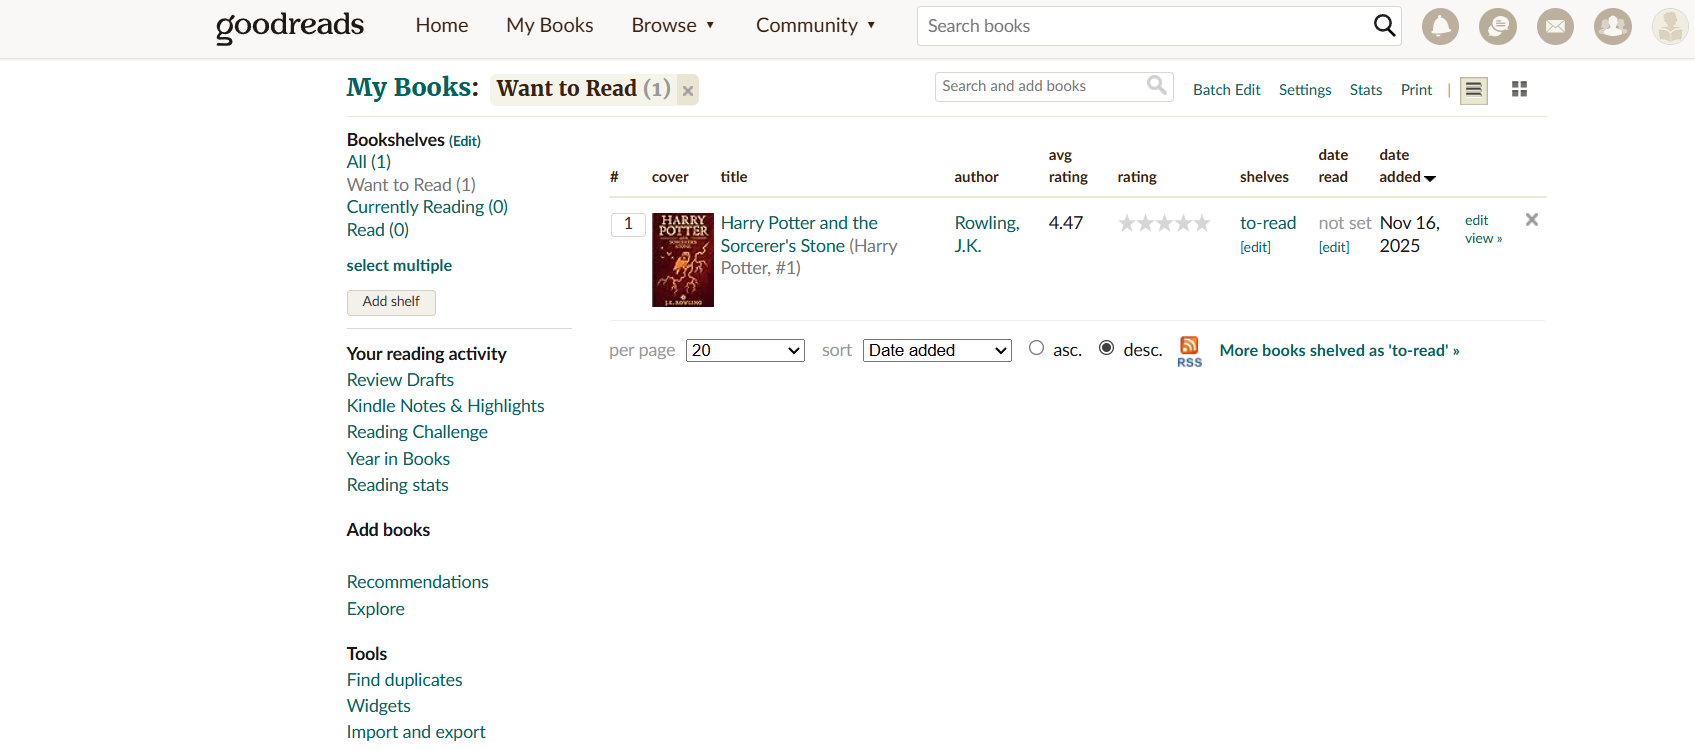 goodreads Home My Books Browse ▼ Community ▼ Search books
My Books: Want to Read (1) × Search and add books Batch Edit Settings Stats Print |
Bookshelves (Edit)
All (1)
Want to Read (1)
Currently Reading (0)
Read (0)
select multiple
Add shelf
Your reading activity
Review Drafts
Kindle Notes & Highlights
Reading Challenge
Year in Books
Reading stats
Add books
Recommendations
Explore
Tools
Find duplicates
Widgets
Import and export
# cover title author avg rating rating shelves date read date added
1
HARRY
POTTER
J.K. ROWLING
Harry Potter and the
Sorcerer's Stone (Harry
Potter, #1)
Rowling,
J.K.
4.47
to-read
[edit]
not set
[edit]
Nov 16,
2025
edit
view »
×
per page 20 sort Date added asc. desc. RSS More books shelved as 'to-read' »